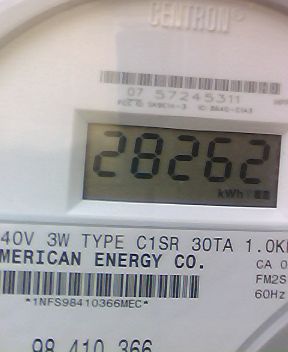 CENTRON®
07 57245311
28262
kWh
40V 3W TYPE C1SR 30TA 1.0K
MERICAN ENERGY CO.
CA 0
FM2S
60Hz
*1NFS98410366MEC*
98 410 366